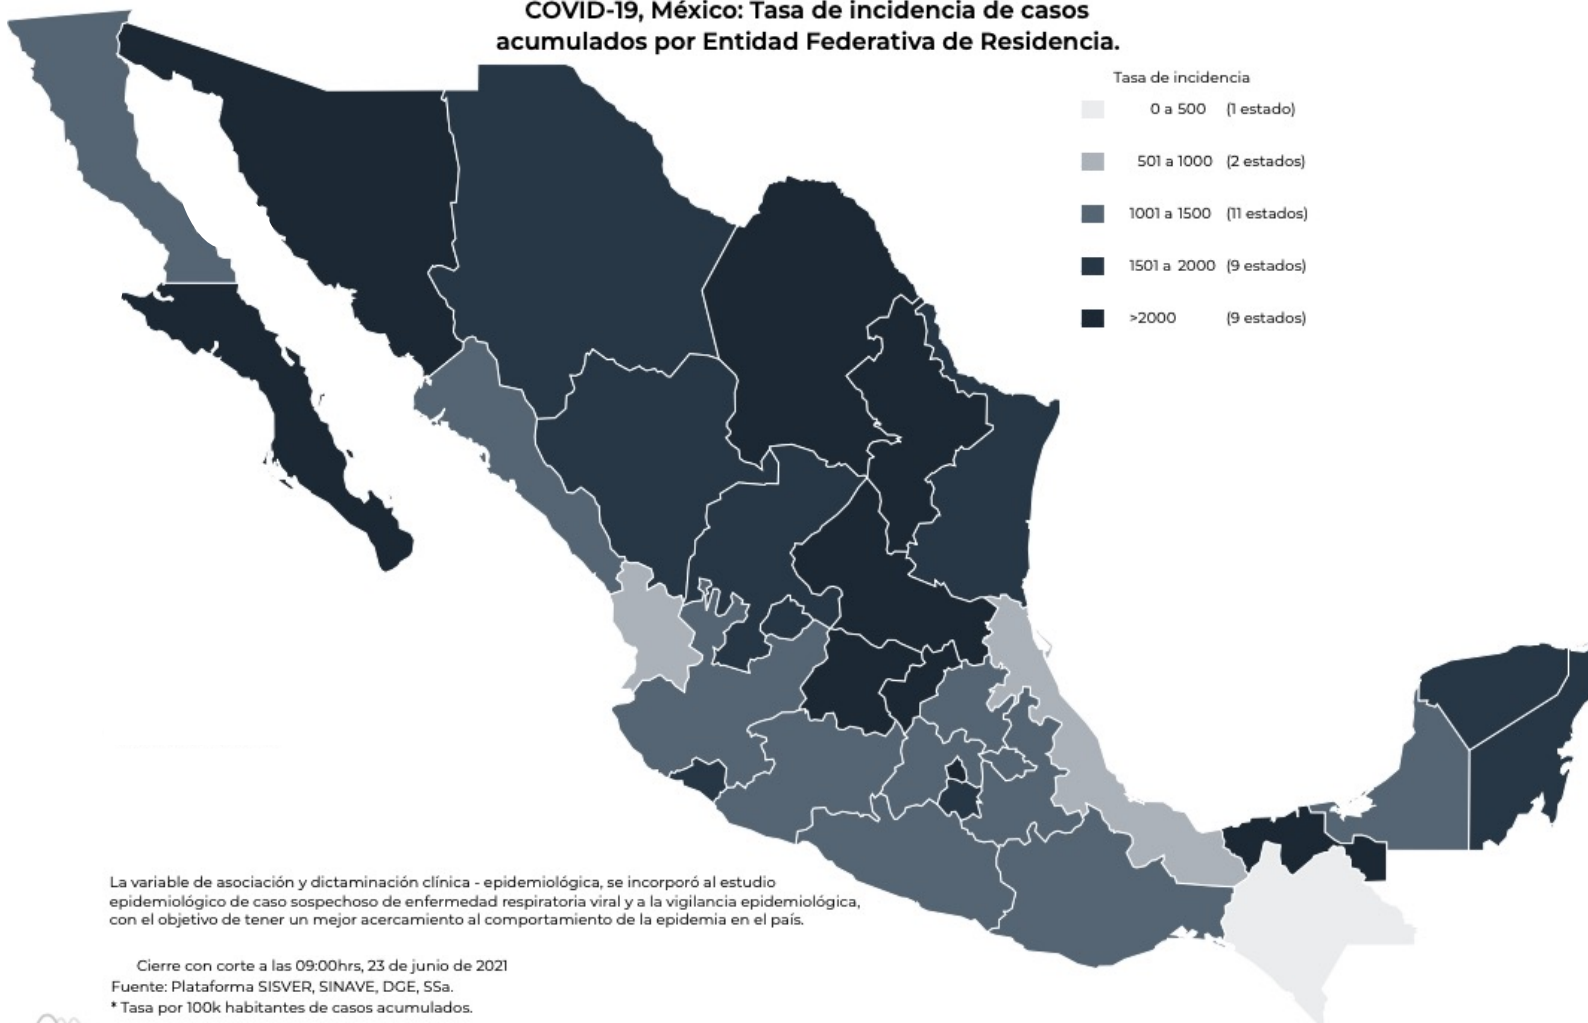 COVID-19, México: Tasa de incidencia de casos
acumulados por Entidad Federativa de Residencia.
Tasa de incidencia
0 a 500 (1 estado)
501 a 1000 (2 estados)
1001 a 1500 (11 estados)
1501 a 2000 (9 estados)
>2000 (9 estados)
La variable de asociación y dictaminación clínica - epidemiológica, se incorporó al estudio
epidemiológico de caso sospechoso de enfermedad respiratoria viral y a la vigilancia epidemiológica,
con el objetivo de tener un mejor acercamiento al comportamiento de la epidemia en el país.
Cierre con corte a las 09:00hrs, 23 de junio de 2021
Fuente: Plataforma SISVER, SINAVE, DGE, SSa.
* Tasa por 100k habitantes de casos acumulados.